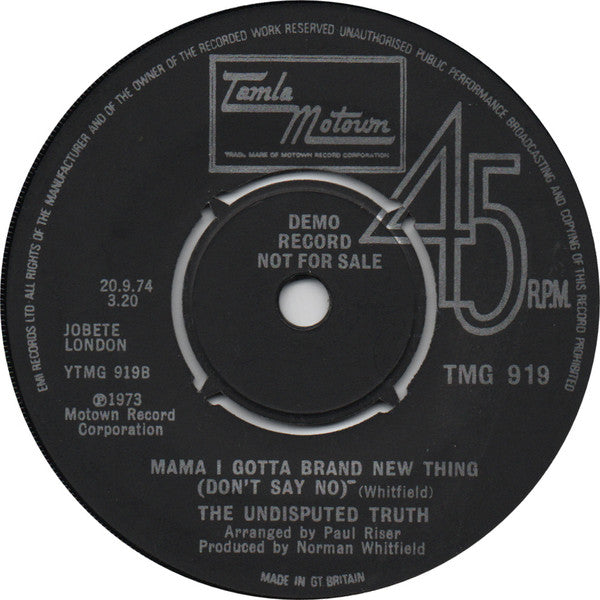 EMI RECORDS LTD ALL RIGHTS OF THE MANUFACTURER AND OF THE OWNER OF THE RECORDED WORK RESERVED UNAUTHORISED PUBLIC PERFORMANCE BROADCASTING AND COPYING OF THIS RECORD PROHIBITED
Tamla
Motown
TRADE MARK OF MOTOWN RECORD CORPORATION
45
R.P.M.
DEMO
RECORD
NOT FOR SALE
20.9.74
3.20
JOBETE
LONDON
YTMG 919B
TMG 919
℗1973
Motown Record
Corporation
MAMA I GOTTA BRAND NEW THING
(DON'T SAY NO)~ (Whitfield)
THE UNDISPUTED TRUTH
Arranged by Paul Riser
Produced by Norman Whitfield
MADE IN GT BRITAIN